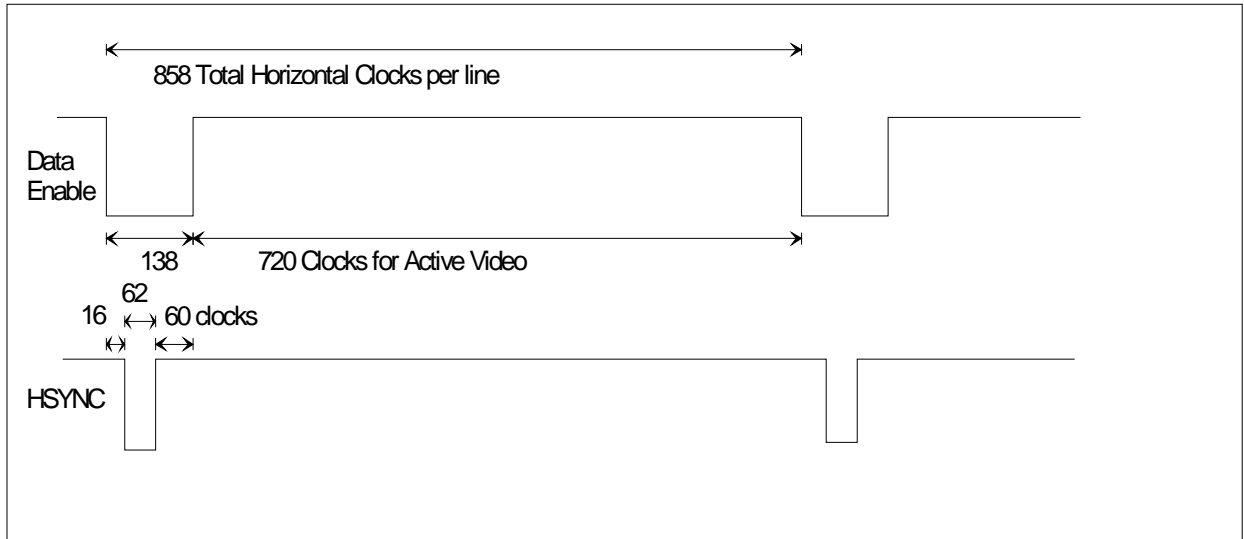 858 Total Horizontal Clocks per line
Data
Enable
138
720 Clocks for Active Video
62
16
60 clocks
HSYNC